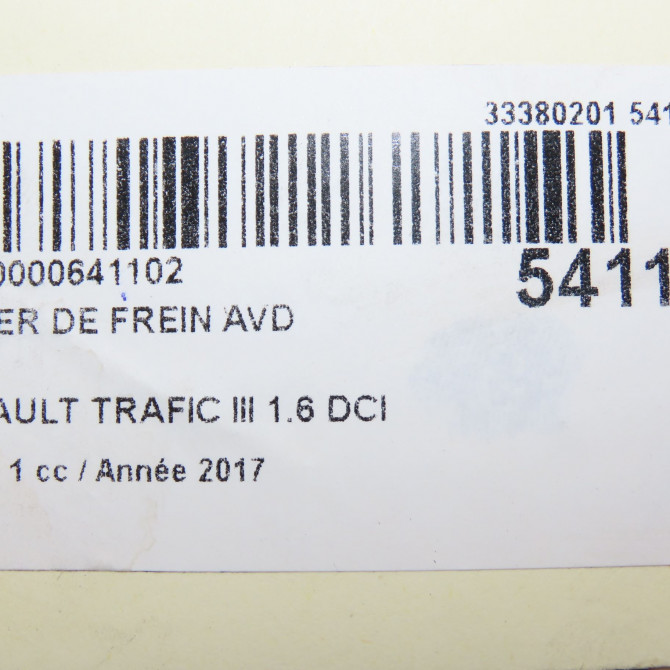 33380201 541
0000641102
5411
ER DE FREIN AVD
AULT TRAFIC III 1.6 DCI
1 cc / Année 2017